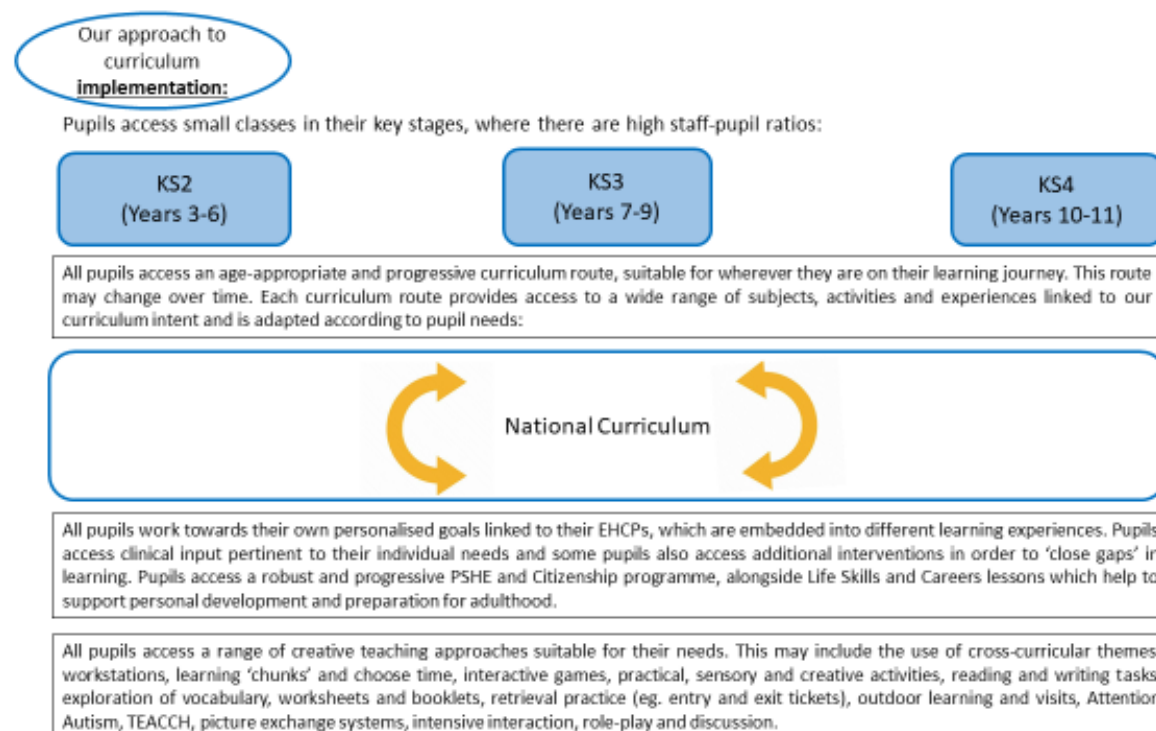 Our approach to
curriculum
implementation:
Pupils access small classes in their key stages, where there are high staff-pupil ratios:
KS2
(Years 3-6)
KS3
(Years 7-9)
KS4
(Years 10-11)
All pupils access an age-appropriate and progressive curriculum route, suitable for wherever they are on their learning journey. This route
may change over time. Each curriculum route provides access to a wide range of subjects, activities and experiences linked to our
curriculum intent and is adapted according to pupil needs:
National Curriculum
All pupils work towards their own personalised goals linked to their EHCPs, which are embedded into different learning experiences. Pupils
access clinical input pertinent to their individual needs and some pupils also access additional interventions in order to ‘close gaps’ in
learning. Pupils access a robust and progressive PSHE and Citizenship programme, alongside Life Skills and Careers lessons which help to
support personal development and preparation for adulthood.
All pupils access a range of creative teaching approaches suitable for their needs. This may include the use of cross-curricular themes
workstations, learning ‘chunks’ and choose time, interactive games, practical, sensory and creative activities, reading and writing tasks
exploration of vocabulary, worksheets and booklets, retrieval practice (eg. entry and exit tickets), outdoor learning and visits, Attention
Autism, TEACCH, picture exchange systems, intensive interaction, role-play and discussion.